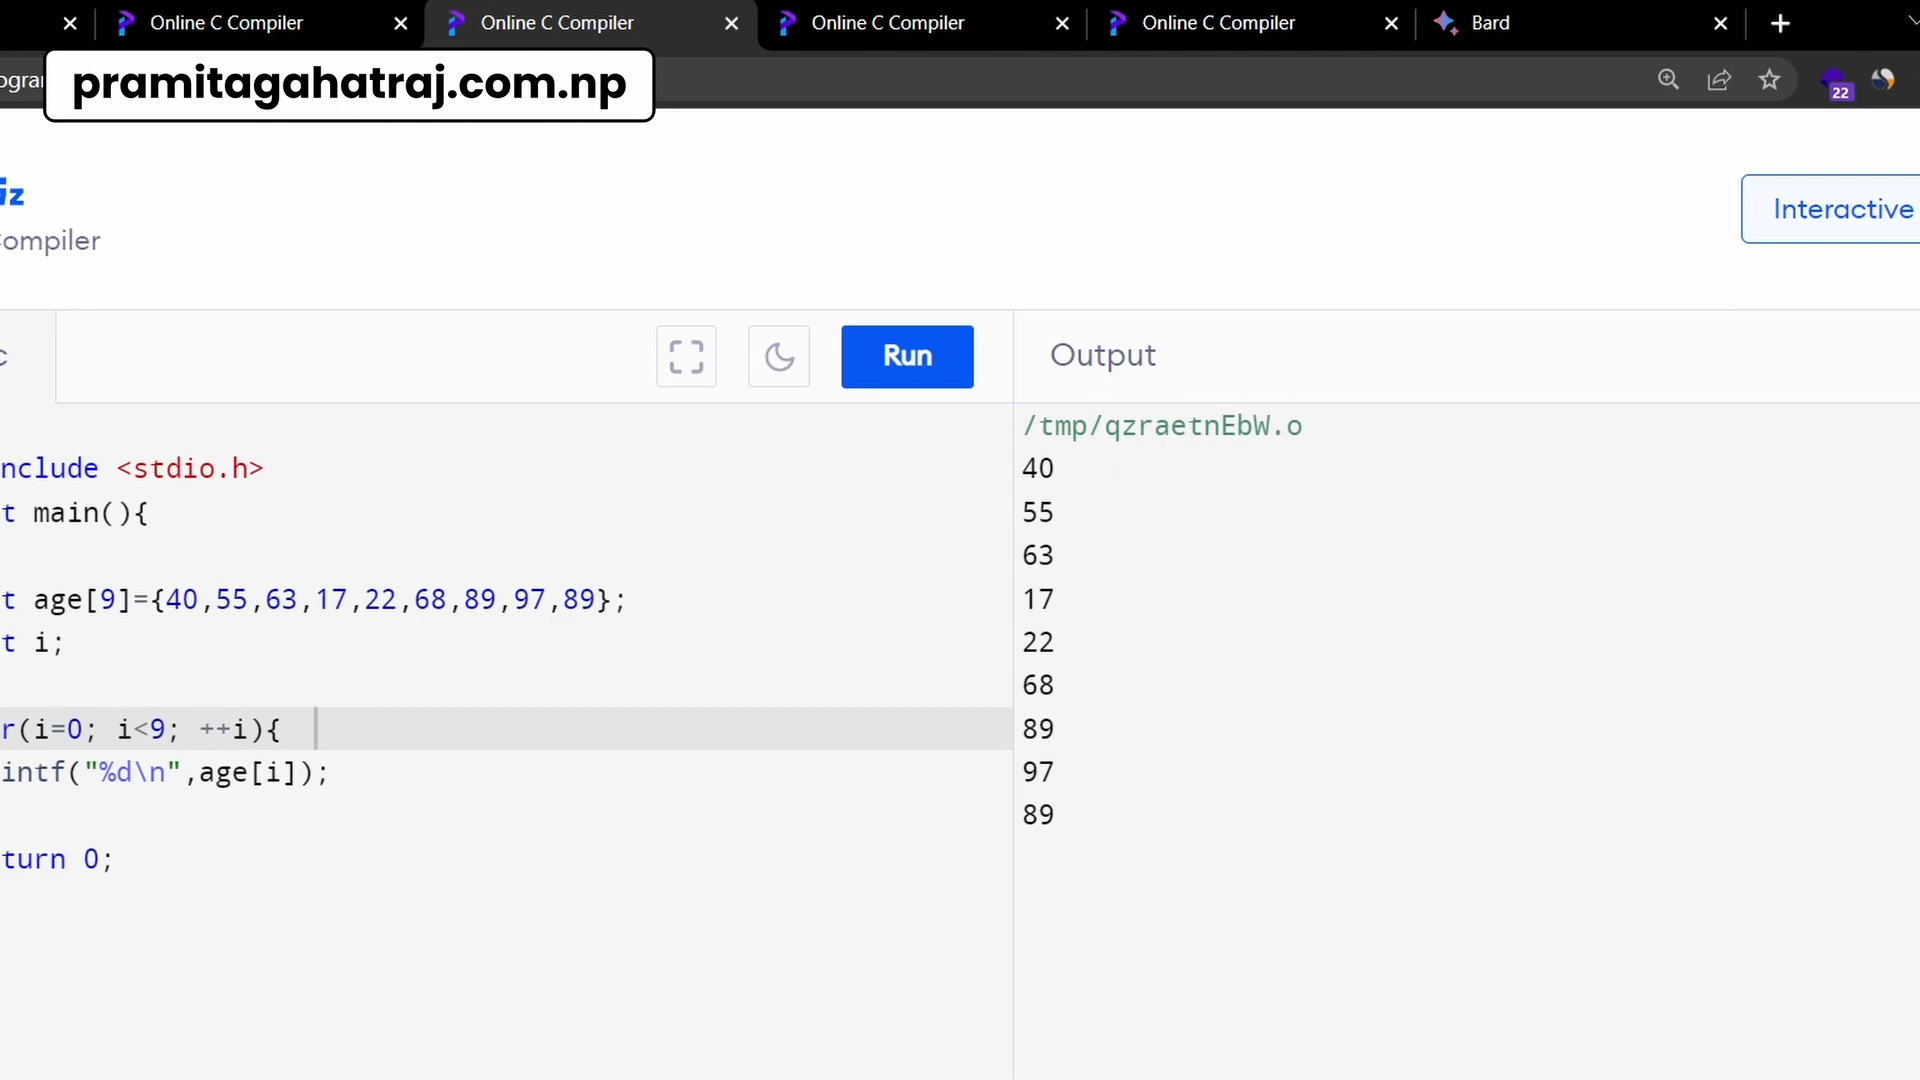 Online C Compiler
Online C Compiler
Online C Compiler
Online C Compiler
Bard
pramitagahatraj.com.np
22
Interactive
ompiler
Run
Output
/tmp/qzraetnEbW.o
nclude <stdio.h>
t main(){
t age[9]={40,55,63,17,22,68,89,97,89};
t i;
r(i=0; i<9; ++i){
intf("%d\n",age[i]);
turn 0;
40
55
63
17
22
68
89
97
89